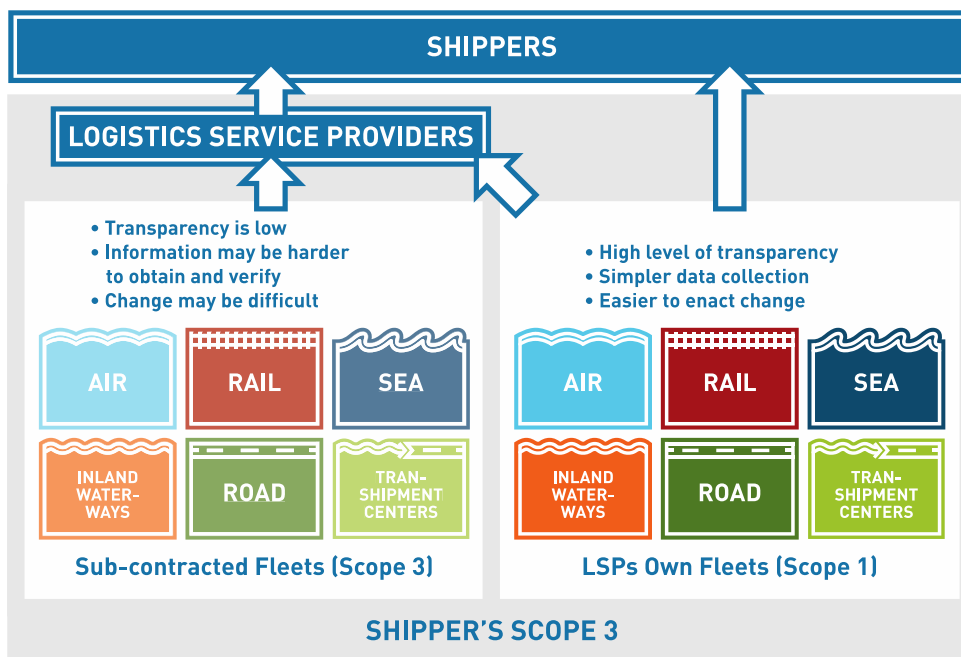 SHIPPERS
LOGISTICS SERVICE PROVIDERS
• Transparency is low
• Information may be harder
to obtain and verify
• Change may be difficult
AIR
RAIL
SEA
INLAND
WATER-
WAYS
ROAD
TRAN-
SHIPMENT
CENTERS
Sub-contracted Fleets (Scope 3)
• High level of transparency
• Simpler data collection
• Easier to enact change
AIR
RAIL
SEA
INLAND
WATER-
WAYS
ROAD
TRAN-
SHIPMENT
CENTERS
LSPs Own Fleets (Scope 1)
SHIPPER’S SCOPE 3